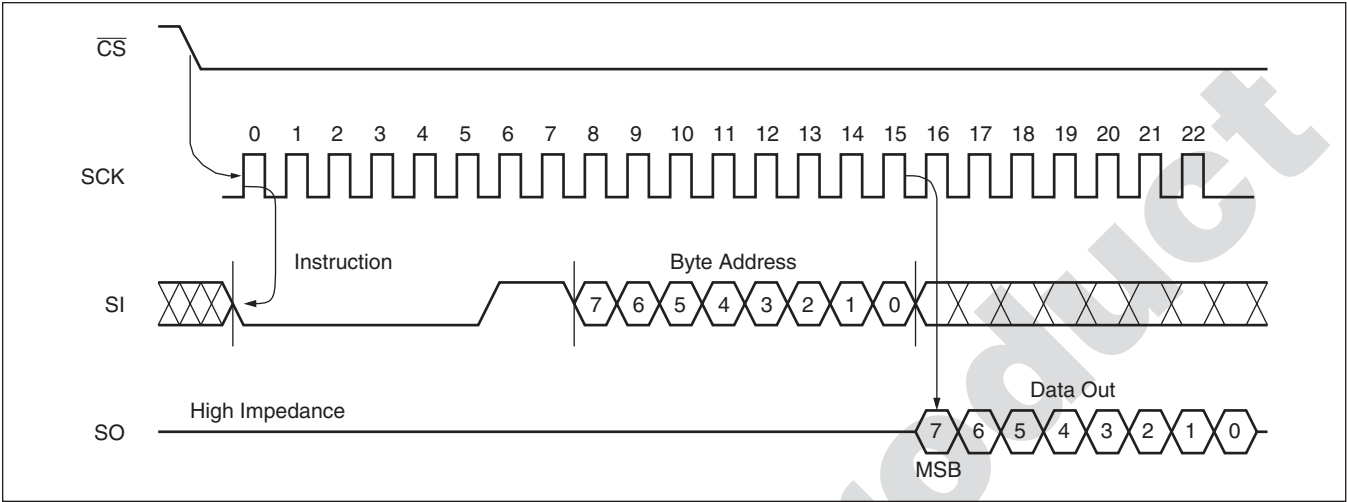 CS
0 1 2 3 4 5 6 7 8 9 10 11 12 13 14 15 16 17 18 19 20 21 22
SCK
Instruction
Byte Address
SI
7 6 5 4 3 2 1 0
Data Out
High Impedance
SO
7 6 5 4 3 2 1 0
MSB